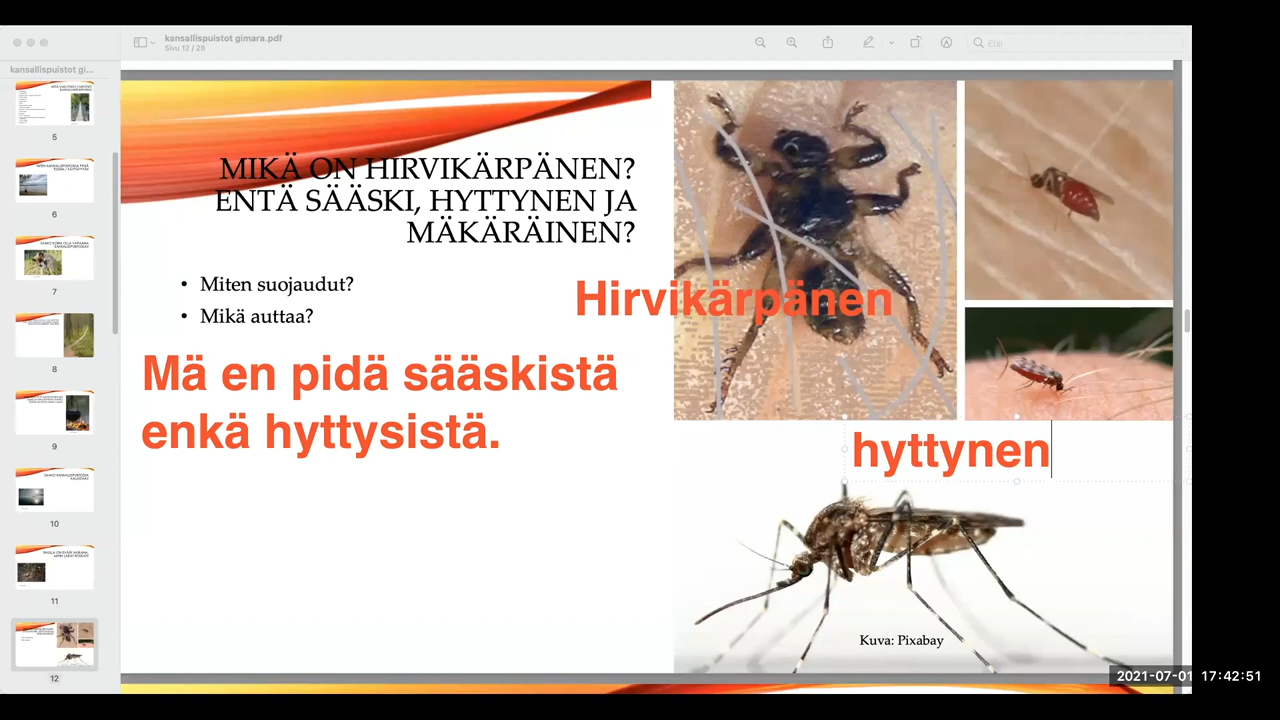 kansallispuistot gimara.pdf
Sivu 12 / 26
Etsi
kansallispuistot gi...
5
6
7
8
9
10
11
12
MIKÄ ON HIRVIKÄRPÄNEN?
ENTÄ SÄÄSKI, HYTTYNEN JA
MÄKÄRÄINEN?
• Miten suojaudut?
• Mikä auttaa?
Hirvikärpänen
Mä en pidä sääskistä
enkä hyttysistä.
hyttynen
Kuva: Pixabay
2021-07-01 17:42:51